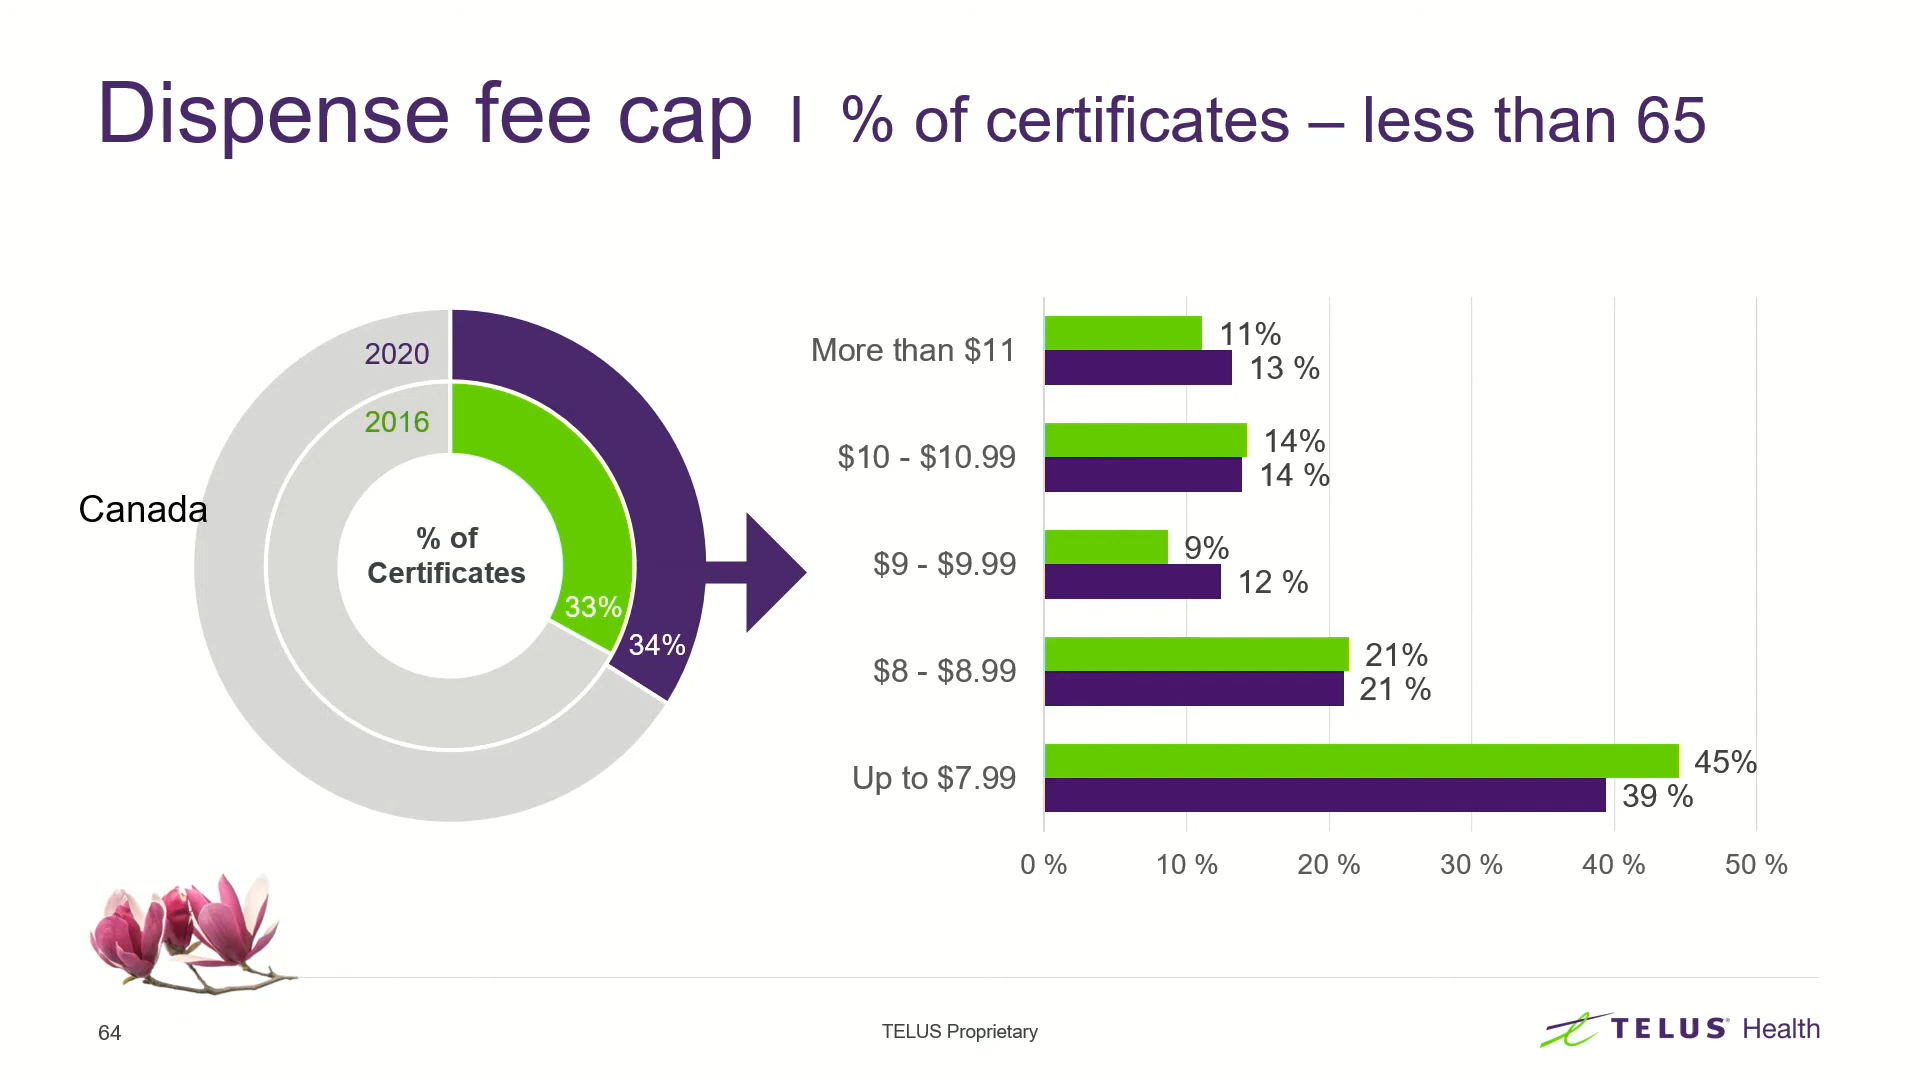 Dispense fee cap I % of certificates – less than 65
2020
2016
Canada
% of
Certificates
33%
34%
More than $11
11%
13 %
$10 - $10.99
14%
14 %
$9 - $9.99
9%
12 %
$8 - $8.99
21%
21 %
Up to $7.99
45%
39 %
0 % 10 % 20 % 30 % 40 % 50 %
64
TELUS Proprietary
TELUS® Health